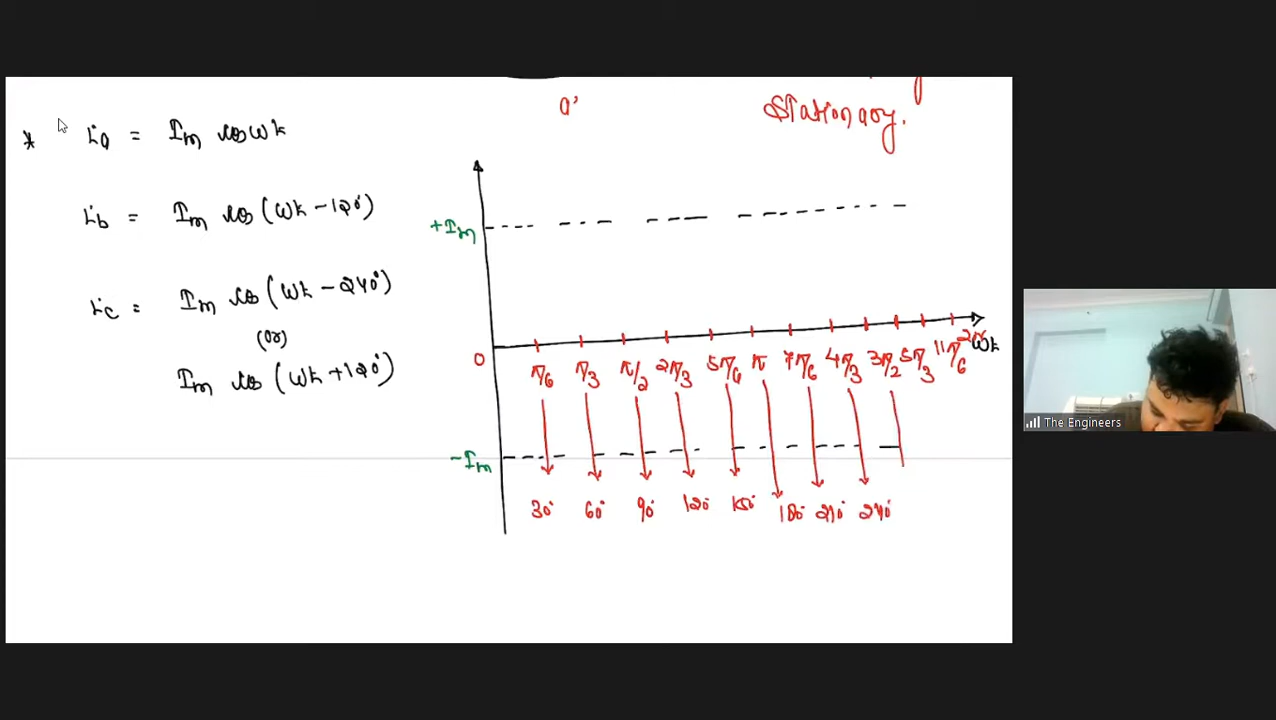 a'
Stationary.
* ia = Im cos ωt
ib = Im cos (ωt - 120°)
ic = Im cos (ωt - 240°)
(or)
Im cos (ωt + 120°)
+Im
0 π/6 π/3 π/2 2π/3 5π/6 π 7π/6 4π/3 3π/2 5π/3 11π/6 2π ωt
-Im
30° 60° 90° 120° 150° 180° 210° 240°
The Engineers